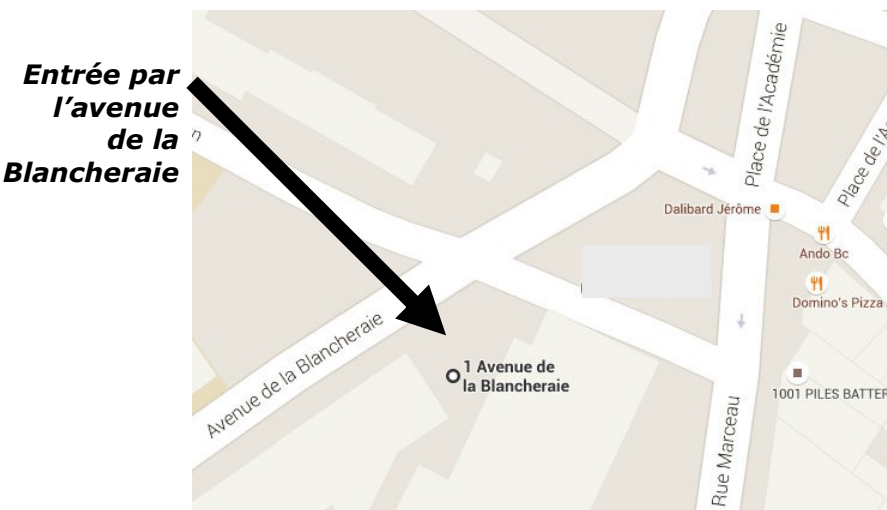 Entrée par
l’avenue
de la
Blancheraie
n
Place de l'Académie
Place de l'A
Dalibard Jérôme
Ando Bc
Domino's Pizza
1001 PILES BATTER
Avenue de la Blancheraie
1 Avenue de
la Blancheraie
Rue Marceau